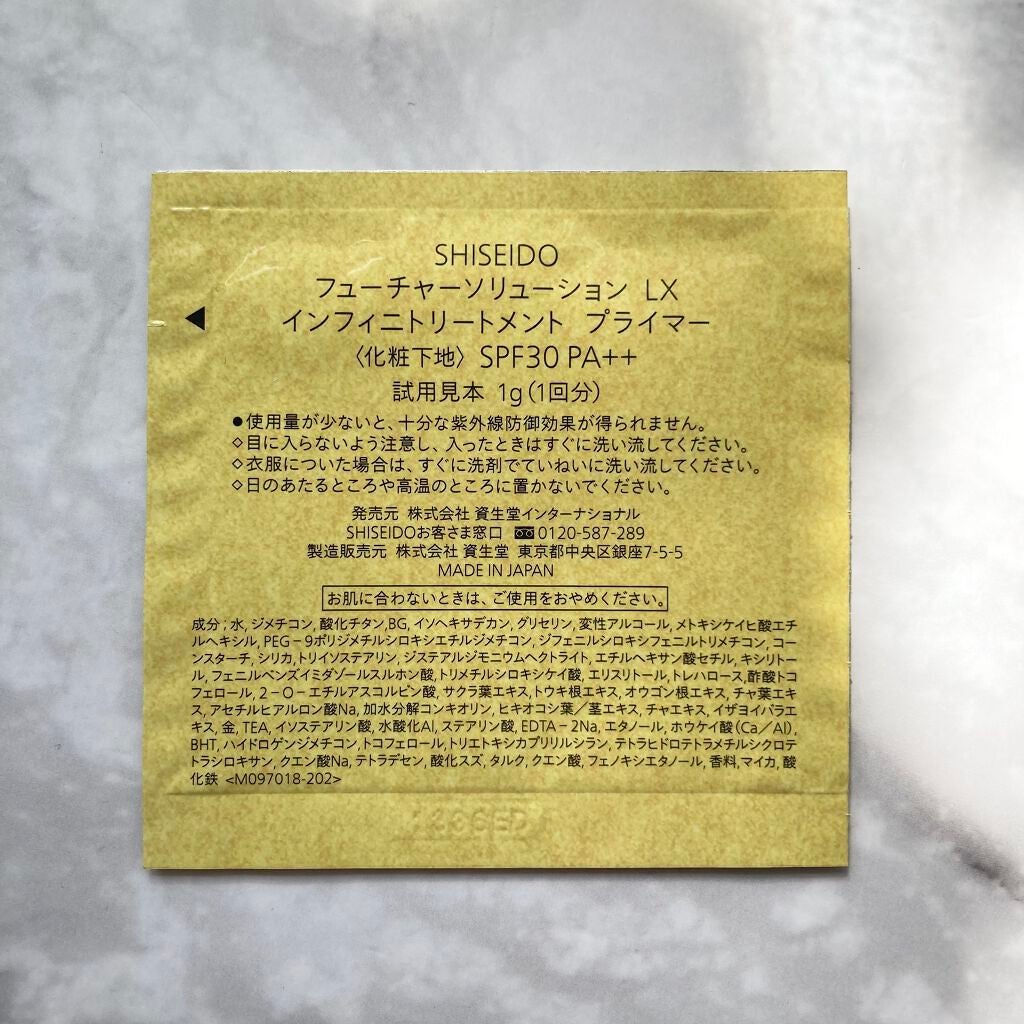 SHISEIDO
フューチャーソリューション LX
インフィニトリートメント プライマー
〈化粧下地〉 SPF30 PA++
試用見本 1g(1回分)
●使用量が少ないと、十分な紫外線防御効果が得られません。
◇目に入らないよう注意し、入ったときはすぐに洗い流してください。
◇衣服についた場合は、すぐに洗剤でていねいに洗い流してください。
◇日のあたるところや高温のところに置かないでください。
発売元 株式会社 資生堂インターナショナル
SHISEIDOお客さま窓口 0120-587-289
製造販売元 株式会社 資生堂 東京都中央区銀座7-5-5
MADE IN JAPAN
お肌に合わないときは、ご使用をおやめください。
成分；水, ジメチコン, 酸化チタン, BG, イソヘキサデカン, グリセリン, 変性アルコール, メトキシケイヒ酸エチ
ルヘキシル, PEG－9ポリジメチルシロキシエチルジメチコン, ジフェニルシロキシフェニルトリメチコン, コー
ンスターチ, シリカ, トリイソステアリン, ジステアルジモニウムヘクトライト, エチルヘキサン酸セチル, キシリトー
ル, フェニルベンズイミダゾールスルホン酸, トリメチルシロキシケイ酸, エリスリトール, トレハロース, 酢酸トコ
フェロール, 2－O－エチルアスコルビン酸, サクラ葉エキス, トウキ根エキス, オウゴン根エキス, チャ葉エキ
ス, アセチルヒアルロン酸Na, 加水分解コンキオリン, ヒキオコシ葉／茎エキス, チャエキス, イザヨイバラエ
キス, 金, TEA, イソステアリン酸, 水酸化Al, ステアリン酸, EDTA－2Na, エタノール, ホウケイ酸(Ca／Al),
BHT, ハイドロゲンジメチコン, トコフェロール, トリエトキシカプリリルシラン, テトラヒドロテトラメチルシクロテ
トラシロキサン, クエン酸Na, テトラデセン, 酸化スズ, タルク, クエン酸, フェノキシエタノール, 香料, マイカ, 酸
化鉄 <M097018-202>